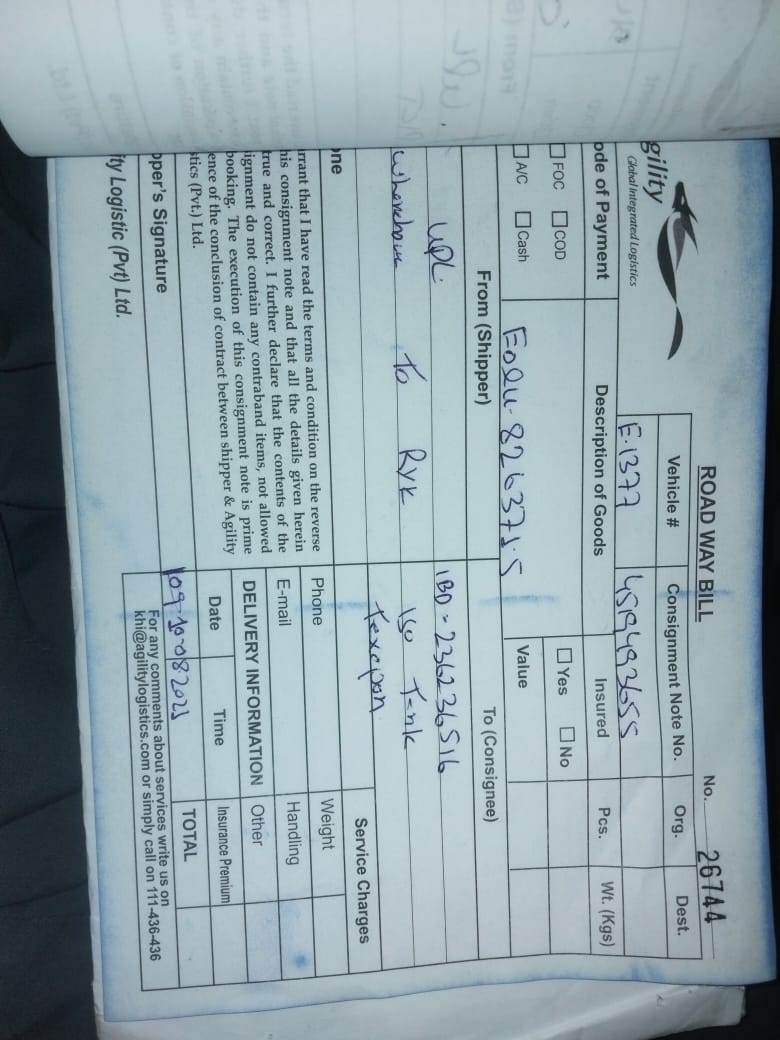 ROAD WAY BILL
No. 26744
gility
Global Integrated Logistics
Vehicle #
Consignment Note No.
Org.
Dest.
E-1377
4519493655
ode of Payment
Description of Goods
Insured
Pcs.
Wt. (Kgs)
FOC
COD
Yes
No
A/C
Cash
Value
Eolu-8263715
From (Shipper)
To (Consignee)
UPL
IBD - 236236516
To RYK
ISO Tank
Texapon
one
Service Charges
rrant that I have read the terms and condition on the reverse
his consignment note and that all the details given herein
true and correct. I further declare that the contents of the
ignment do not contain any contraband items, not allowed
booking. The execution of this consignment note is prime
ence of the conclusion of contract between shipper & Agility
stics (Pvt.) Ltd.
Phone
Weight
E-mail
Handling
DELIVERY INFORMATION
Other
Date
Time
Insurance Premium
TOTAL
09-10-08-2021
pper's Signature
For any comments about services write us on
khi@agilitylogistics.com or simply call on 111-436-436
ity Logistic (Pvt) Ltd.